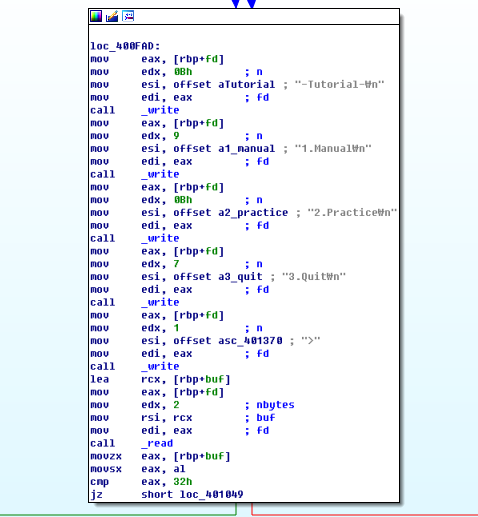 loc_400FAD:
mov eax, [rbp+fd]
mov edx, 0Bh ; n
mov esi, offset aTutorial ; "-Tutorial-₩n"
mov edi, eax ; fd
call _write
mov eax, [rbp+fd]
mov edx, 9 ; n
mov esi, offset a1_manual ; "1.Manual₩n"
mov edi, eax ; fd
call _write
mov eax, [rbp+fd]
mov edx, 0Bh ; n
mov esi, offset a2_practice ; "2.Practice₩n"
mov edi, eax ; fd
call _write
mov eax, [rbp+fd]
mov edx, 7 ; n
mov esi, offset a3_quit ; "3.Quit₩n"
mov edi, eax ; fd
call _write
mov eax, [rbp+fd]
mov edx, 1 ; n
mov esi, offset asc_401370 ; ">"
mov edi, eax ; fd
call _write
lea rcx, [rbp+buf]
mov eax, [rbp+fd]
mov edx, 2 ; nbytes
mov rsi, rcx ; buf
mov edi, eax ; fd
call _read
movzx eax, [rbp+buf]
movsx eax, al
cmp eax, 32h
jz short loc_401049